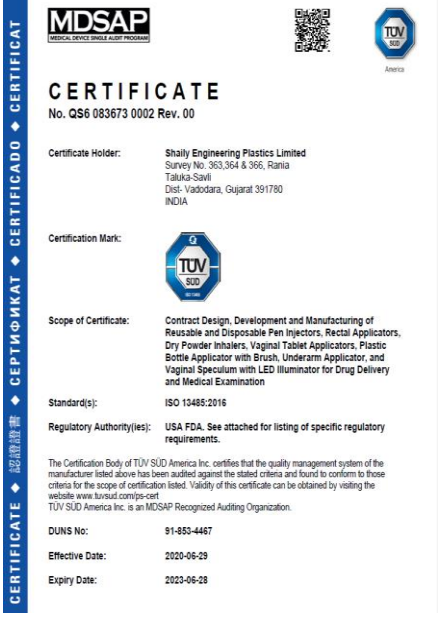 MDSAP
MEDICAL DEVICE SINGLE AUDIT PROGRAM
TÜV
SÜD
America
CERTIFICATE
No. QS6 083673 0002 Rev. 00
Certificate Holder:
Shaily Engineering Plastics Limited
Survey No. 363,364 & 366, Rania
Taluka-Savli
Dist- Vadodara, Gujarat 391780
INDIA
Certification Mark:
TÜV
SÜD
Scope of Certificate:
Contract Design, Development and Manufacturing of
Reusable and Disposable Pen Injectors, Rectal Applicators,
Dry Powder Inhalers, Vaginal Tablet Applicators, Plastic
Bottle Applicator with Brush, Underarm Applicator, and
Vaginal Speculum with LED Illuminator for Drug Delivery
and Medical Examination
Standard(s):
ISO 13485:2016
Regulatory Authority(ies):
USA FDA. See attached for listing of specific regulatory
requirements.
The Certification Body of TÜV SÜD America Inc. certifies that the quality management system of the
manufacturer listed above has been audited against the stated criteria and found to conform to those
criteria for the scope of certification listed. Validity of this certificate can be obtained by visiting the
website www.tuvsud.com/ps-cert
TÜV SÜD America Inc. is an MDSAP Recognized Auditing Organization.
DUNS No:
91-853-4467
Effective Date:
2020-06-29
Expiry Date:
2023-06-28
CERTIFICATE ◆ 認證證書 ◆ СЕРТИФИКАТ ◆ CERTIFICADO ◆ CERTIFICAT